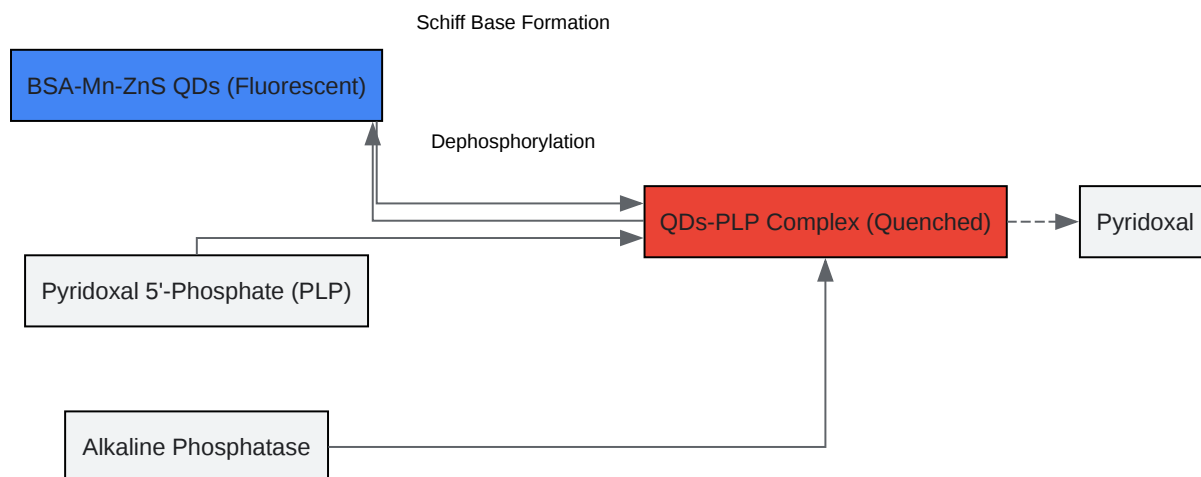 Schiff Base Formation
BSA-Mn-ZnS QDs (Fluorescent)
Dephosphorylation
QDs-PLP Complex (Quenched)
Pyridoxal
Pyridoxal 5'-Phosphate (PLP)
Alkaline Phosphatase